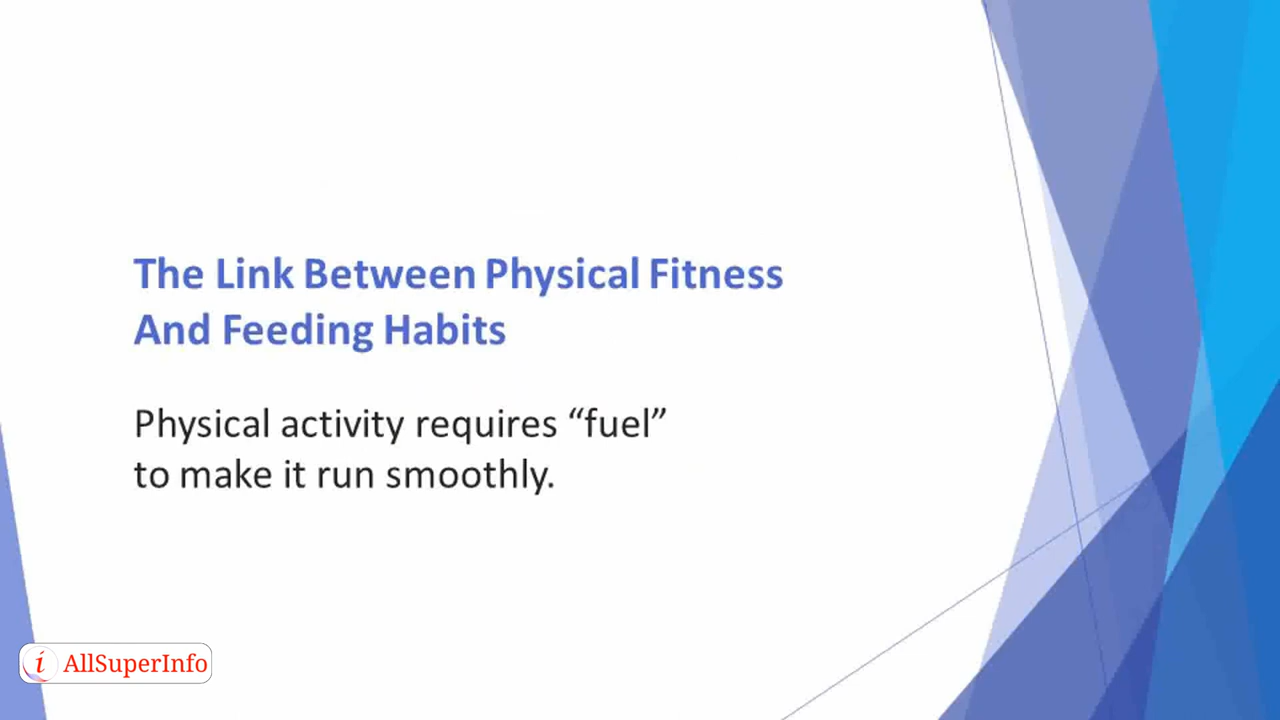 The Link Between Physical Fitness
And Feeding Habits
Physical activity requires “fuel”
to make it run smoothly.
i AllSuperInfo